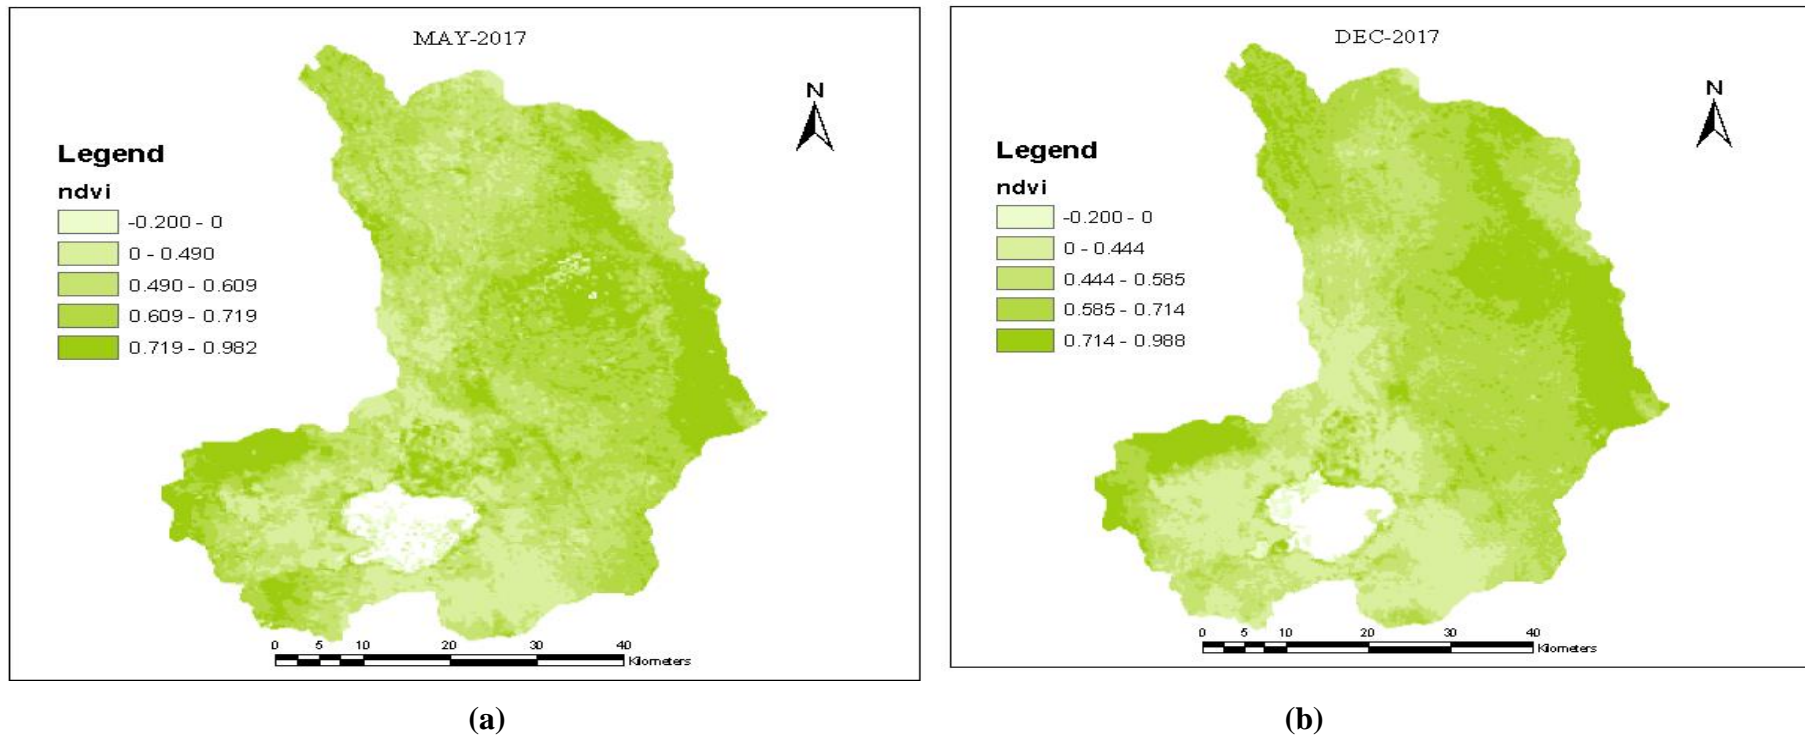 MAY-2017
N
Legend
ndvi
-0.200 - 0
0 - 0.490
0.490 - 0.609
0.609 - 0.719
0.719 - 0.982
0 5 10 20 30 40
Kilometers
(a)
DEC-2017
N
Legend
ndvi
-0.200 - 0
0 - 0.444
0.444 - 0.585
0.585 - 0.714
0.714 - 0.988
0 5 10 20 30 40
Kilometers
(b)